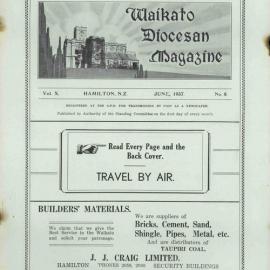 Waikato
Diocesan
Magazine
Vol. X. HAMILTON, N.Z. JUNE, 1937 No. 6
REGISTERED AT THE G.P.O. FOR TRANSMISSION BY POST AS A NEWSPAPER.
Published by Authority of the Standing Committee on the first day of every month.
Read Every Page and the
Back Cover.
TRAVEL BY AIR.
BUILDERS' MATERIALS.
We claim that we give the
Best Service in the Waikato
and solicit your patronage.
We are suppliers of
Bricks, Cement, Sand,
Shingle, Pipes, Metal, etc.
And are distributors of
TAUPIRI COAL.
J. J. CRAIG LIMITED.
HAMILTON 'PHONES SECURITY BUILDINGS